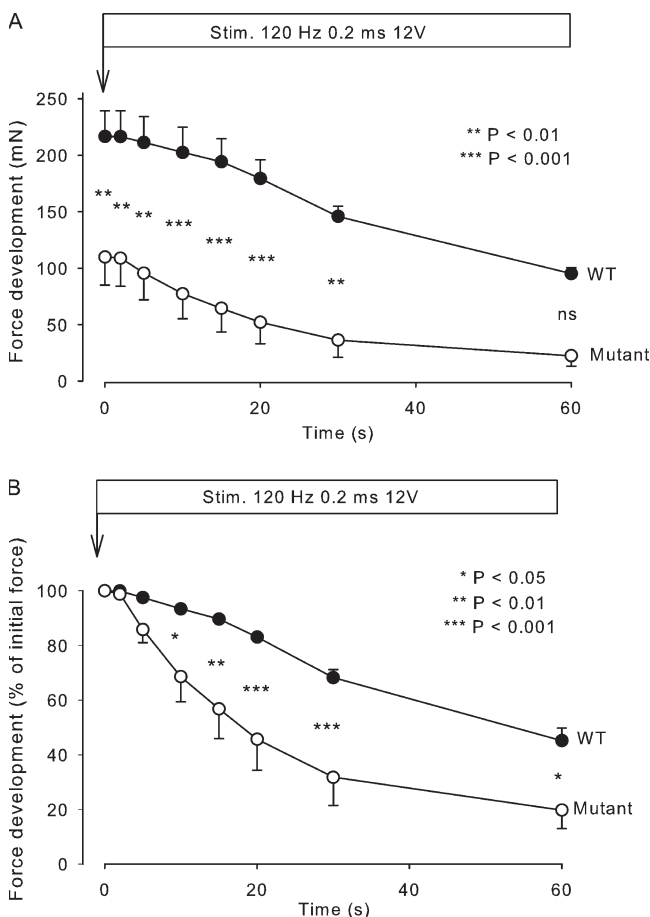 A
Stim. 120 Hz 0.2 ms 12V
Force development (mN)
250
200
150
100
50
0
** P < 0.01
*** P < 0.001
** ** ** *** *** *** **
WT
ns
Mutant
0 20 40 60
Time (s)
B
Stim. 120 Hz 0.2 ms 12V
Force development (% of initial force)
100
80
60
40
20
0
* P < 0.05
** P < 0.01
*** P < 0.001
* ** *** ***
WT
*
Mutant
0 20 40 60
Time (s)